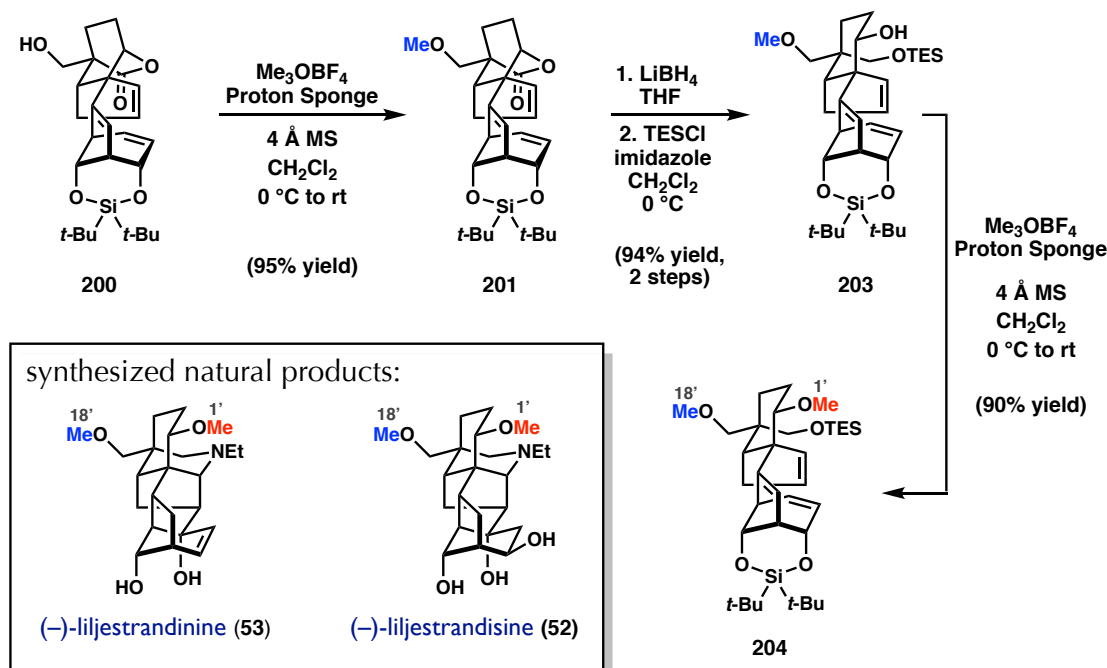 HO
O
O
O
O
Si
t-Bu
t-Bu
200
Me₃OBF₄
Proton Sponge
4 Å MS
CH₂Cl₂
0 °C to rt
(95% yield)
MeO
O
O
O
O
Si
t-Bu
t-Bu
201
1. LiBH₄
THF
2. TESCl
imidazole
CH₂Cl₂
0 °C
(94% yield,
2 steps)
OH
MeO
OTES
O
O
Si
t-Bu
t-Bu
203
Me₃OBF₄
Proton Sponge
4 Å MS
CH₂Cl₂
0 °C to rt
(90% yield)
18’
1’
MeO
OMe
OTES
O
O
Si
t-Bu
t-Bu
204
synthesized natural products:
18’
1’
MeO
OMe
NEt
HO
OH
(–)-liljestrandinine (53)
18’
1’
MeO
OMe
NEt
OH
OH
OH
(–)-liljestrandisine (52)